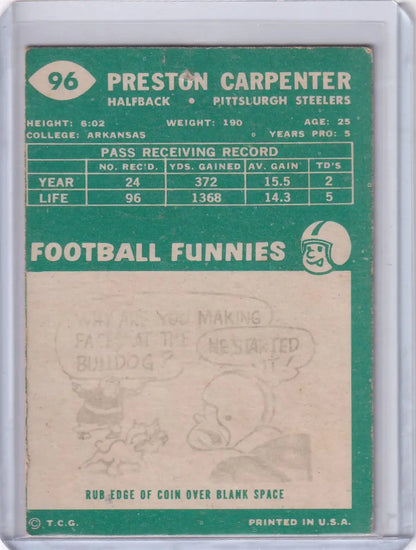 96 PRESTON CARPENTER
HALFBACK • PITTSLURGH STEELERS
HEIGHT: 6:02 WEIGHT: 190 AGE: 25
COLLEGE: ARKANSAS YEARS PRO: 5
PASS RECEIVING RECORD
NO. REC'D. YDS. GAINED AV. GAIN TD'S
YEAR 24 372 15.5 2
LIFE 96 1368 14.3 5
FOOTBALL FUNNIES
WHY ARE YOU MAKING
FACES AT THE
BULLDOG?
HE STARTED
IT!
RUB EDGE OF COIN OVER BLANK SPACE
© T.C.G. PRINTED IN U.S.A.